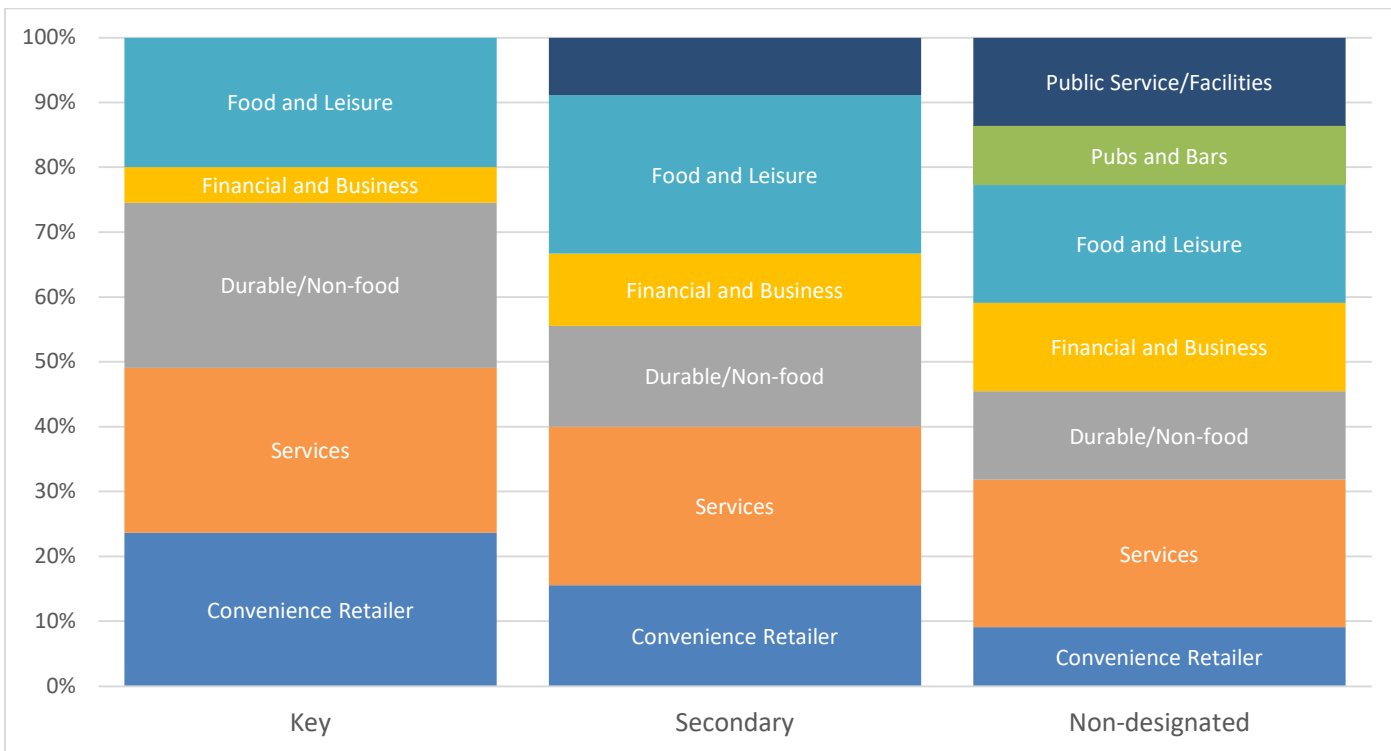 100%
90%
80%
70%
60%
50%
40%
30%
20%
10%
0%
Food and Leisure
Financial and Business
Durable/Non-food
Services
Convenience Retailer
Food and Leisure
Financial and Business
Durable/Non-food
Services
Convenience Retailer
Public Service/Facilities
Pubs and Bars
Food and Leisure
Financial and Business
Durable/Non-food
Services
Convenience Retailer
Key
Secondary
Non-designated